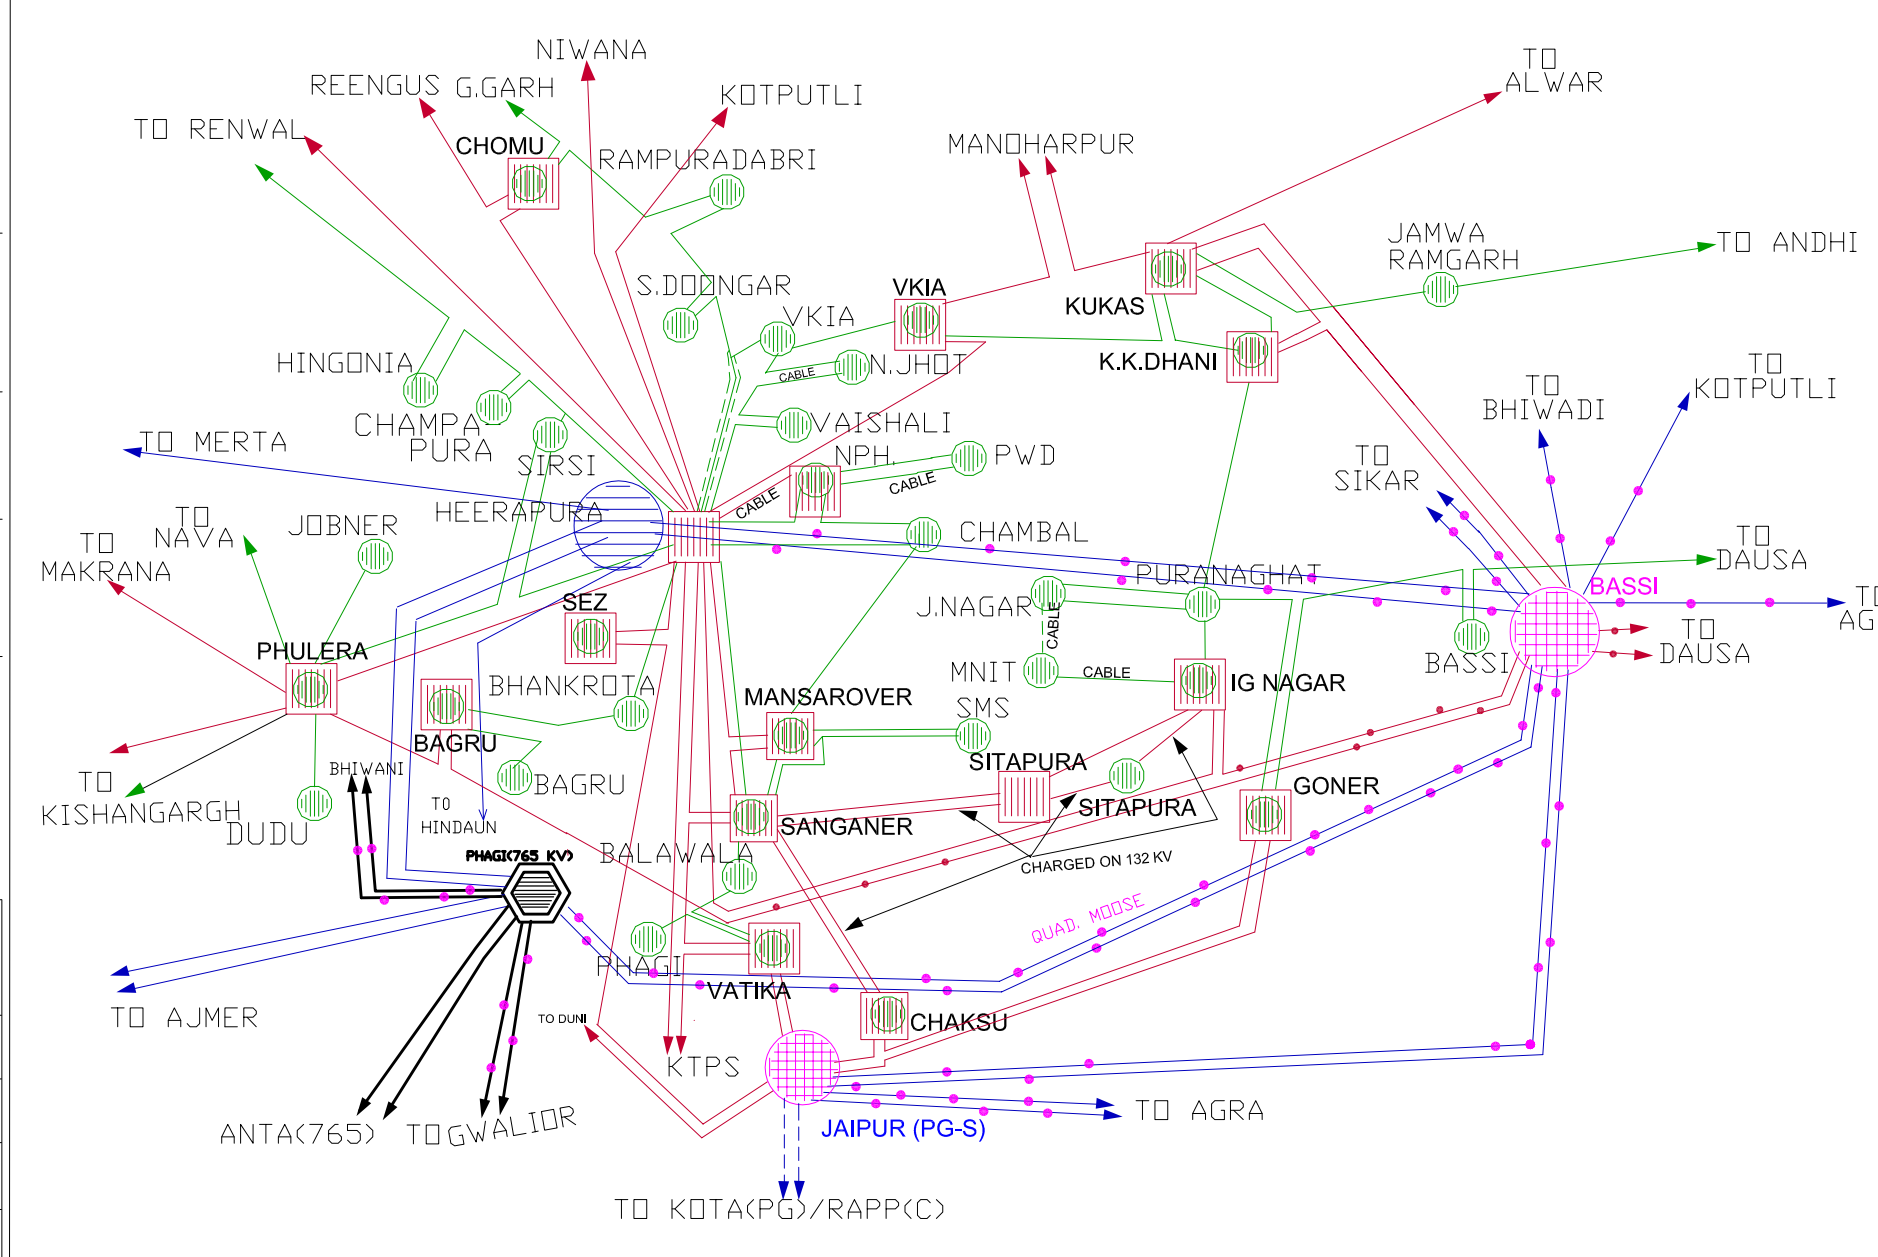 NIWANA
REENGUS
G.GARH
KOTPUTLI
TO
ALWAR
TO RENWAL
CHOMU
RAMPURADABRI
MANOHARPUR
JAMWA
RAMGARH
TO ANDHI
S.DOONGAR
VKIA
KUKAS
VKIA
HINGONIA
N.JHOT
CABLE
K.K.DHANI
TO
KOTPUTLI
TO
BHIWADI
CHAMPA-
PURA
VAISHALI
TO MERTA
SIRSI
NPH.
PWD
CABLE
CABLE
TO
SIKAR
HEERAPURA
TO
NAVA
JOBNER
CHAMBAL
TO
DAUSA
TO
MAKRANA
PURANAGHAT
BASSI
SEZ
J.NAGAR
CABLE
TO
AG
TO
DAUSA
PHULERA
BHANKROTA
MNIT
CABLE
IG NAGAR
BASSI
MANSAROVER
SMS
BAGRU
SITAPURA
BHIWANI
BAGRU
GONER
TO
KISHANGARGH
DUDU
TO
HINDAUN
SITAPURA
SANGANER
PHAGI(765 KV)
BALAWALA
CHARGED ON 132 KV
QUAD. MOOSE
PHAGI
VATIKA
TO AJMER
TO DUNI
CHAKSU
KTPS
ANTA(765)
TO GWALIOR
JAIPUR (PG-S)
TO AGRA
TO KOTA(PG)/RAPP(C)